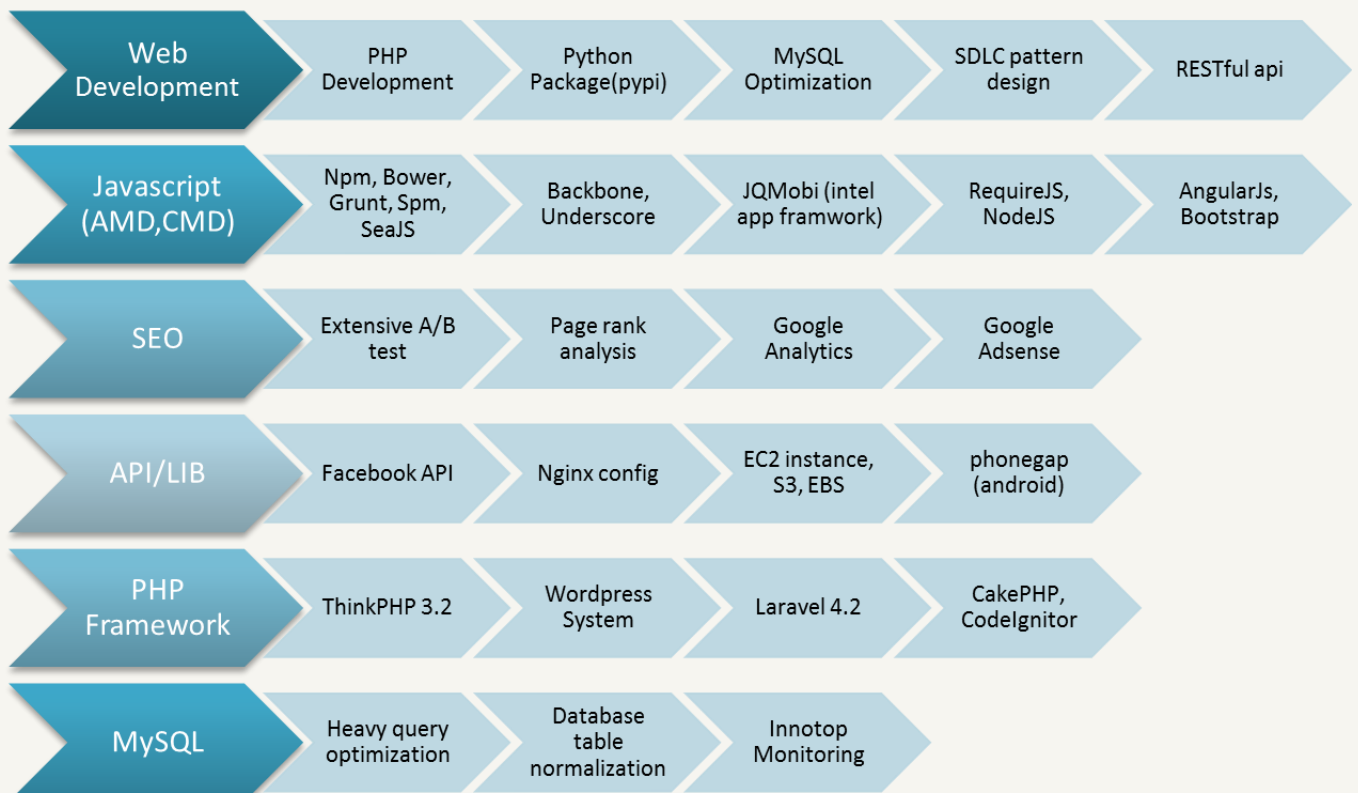 Web
Development
PHP
Development
Python
Package(pypi)
MySQL
Optimization
SDLC pattern
design
RESTful api
Javascript
(AMD,CMD)
Npm, Bower,
Grunt, Spm,
SeaJS
Backbone,
Underscore
JQMobi (intel
app framwork)
RequireJS,
NodeJS
AngularJs,
Bootstrap
SEO
Extensive A/B
test
Page rank
analysis
Google
Analytics
Google
Adsense
API/LIB
Facebook API
Nginx config
EC2 instance,
S3, EBS
phonegap
(android)
PHP
Framework
ThinkPHP 3.2
Wordpress
System
Laravel 4.2
CakePHP,
CodeIgnitor
MySQL
Heavy query
optimization
Database
table
normalization
Innotop
Monitoring